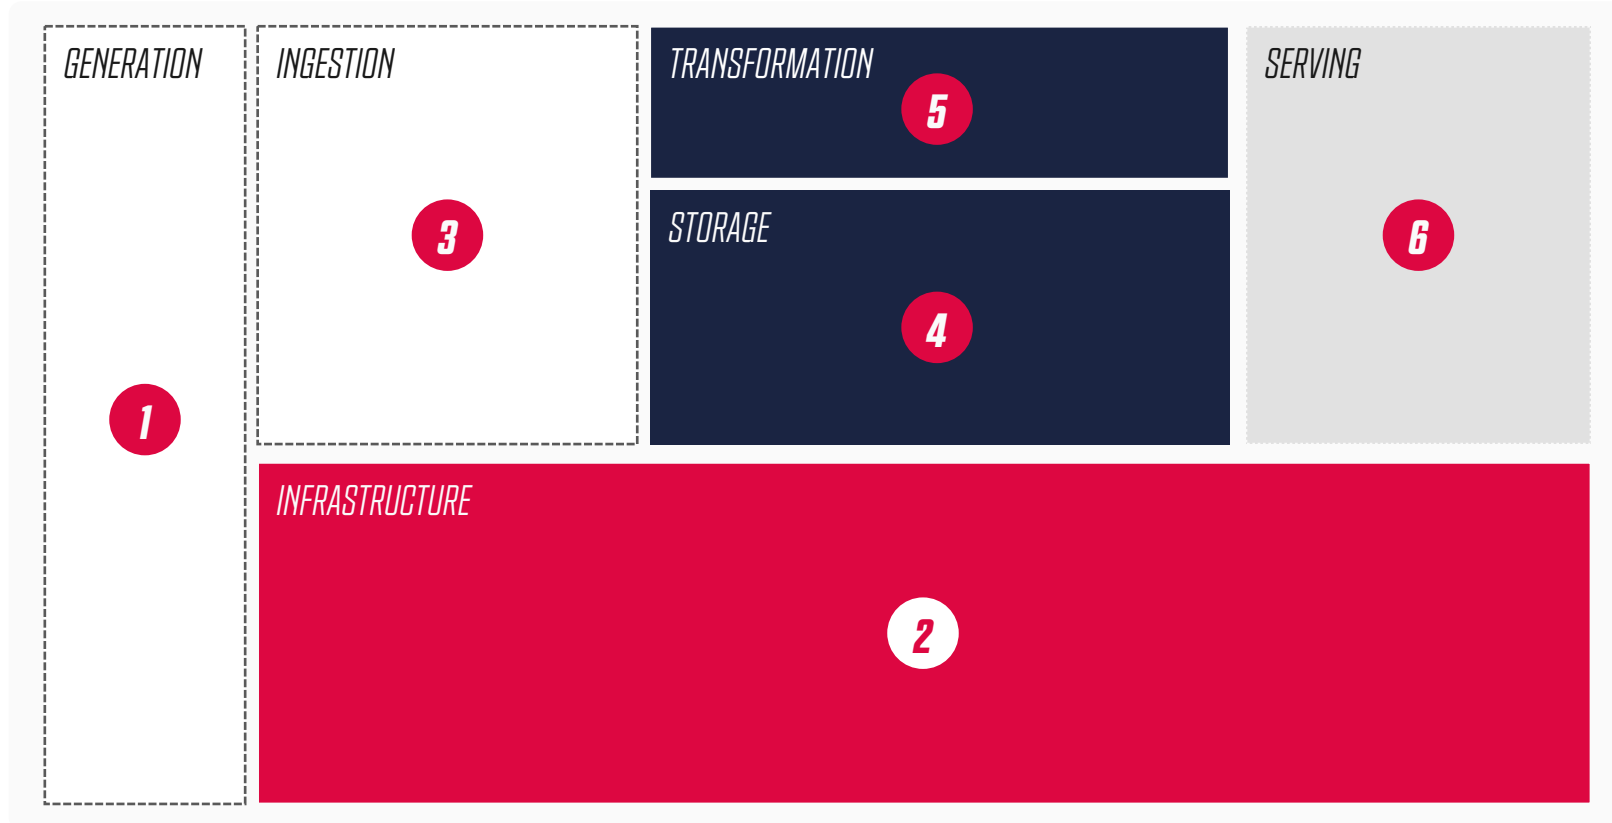 GENERATION
1
INGESTION
3
TRANSFORMATION
5
STORAGE
4
SERVING
6
INFRASTRUCTURE
2